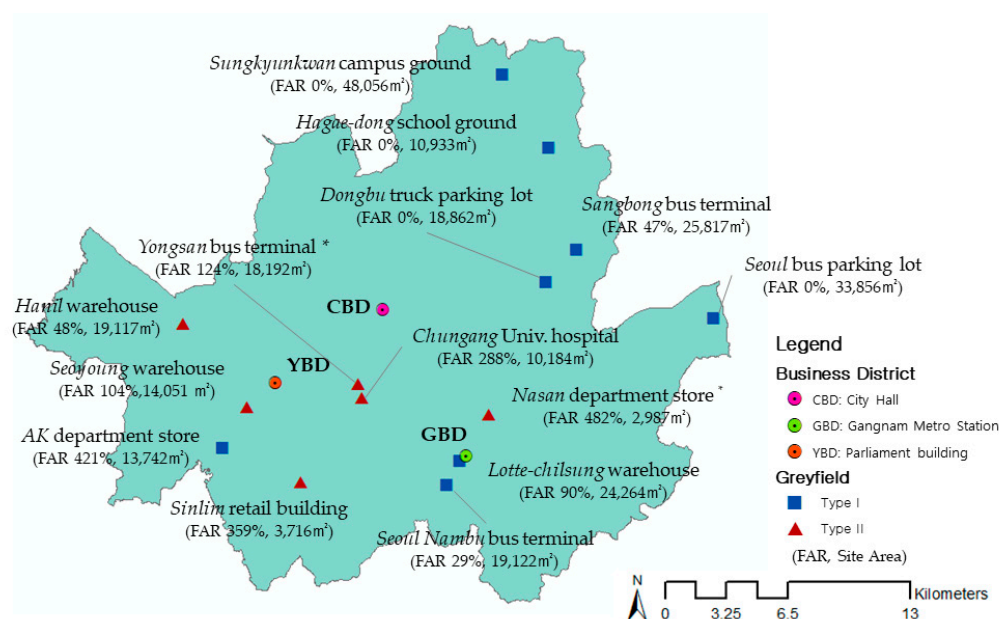 Sungkyunkwan campus ground
(FAR 0%, 48,056㎡)
Hagae-dong school ground
(FAR 0%, 10,933㎡)
Dongbu truck parking lot
(FAR 0%, 18,862㎡)
Sangbong bus terminal
(FAR 47%, 25,817㎡)
Yongsan bus terminal *
(FAR 124%, 18,192㎡)
Seoul bus parking lot
(FAR 0%, 33,856㎡)
Hanil warehouse
(FAR 48%, 19,117㎡)
CBD
Chungang Univ. hospital
(FAR 288%, 10,184㎡)
Seoyoung warehouse
(FAR 104%,14,051 ㎡)
YBD
Nasan department store *
(FAR 482%, 2,987㎡)
AK department store
(FAR 421%, 13,742㎡)
GBD
Lotte-chilsung warehouse
(FAR 90%, 24,264㎡)
Sinlim retail building
(FAR 359%, 3,716㎡)
Seoul Nambu bus terminal
(FAR 29%, 19,122㎡)
Legend
Business District
CBD: City Hall
GBD: Gangnam Metro Station
YBD: Parliament building
Greyfield
Type I
Type II
(FAR, Site Area)
N
Kilometers
0 3.25 6.5 13